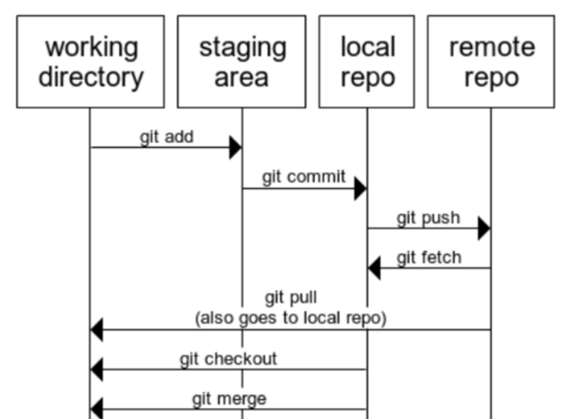 working
directory
staging
area
local
repo
remote
repo
git add
git commit
git push
git fetch
git pull
(also goes to local repo)
git checkout
git merge